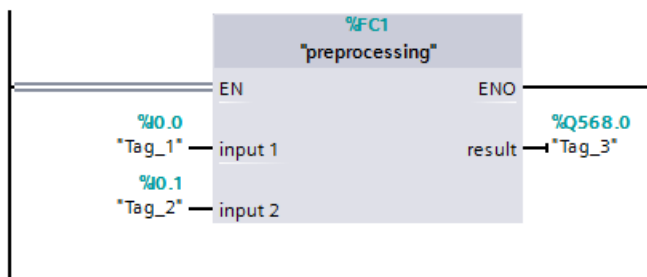 %FC1
"preprocessing"
EN ENO
%I0.0 %Q568.0
"Tag_1" input 1 result "Tag_3"
%I0.1
"Tag_2" input 2